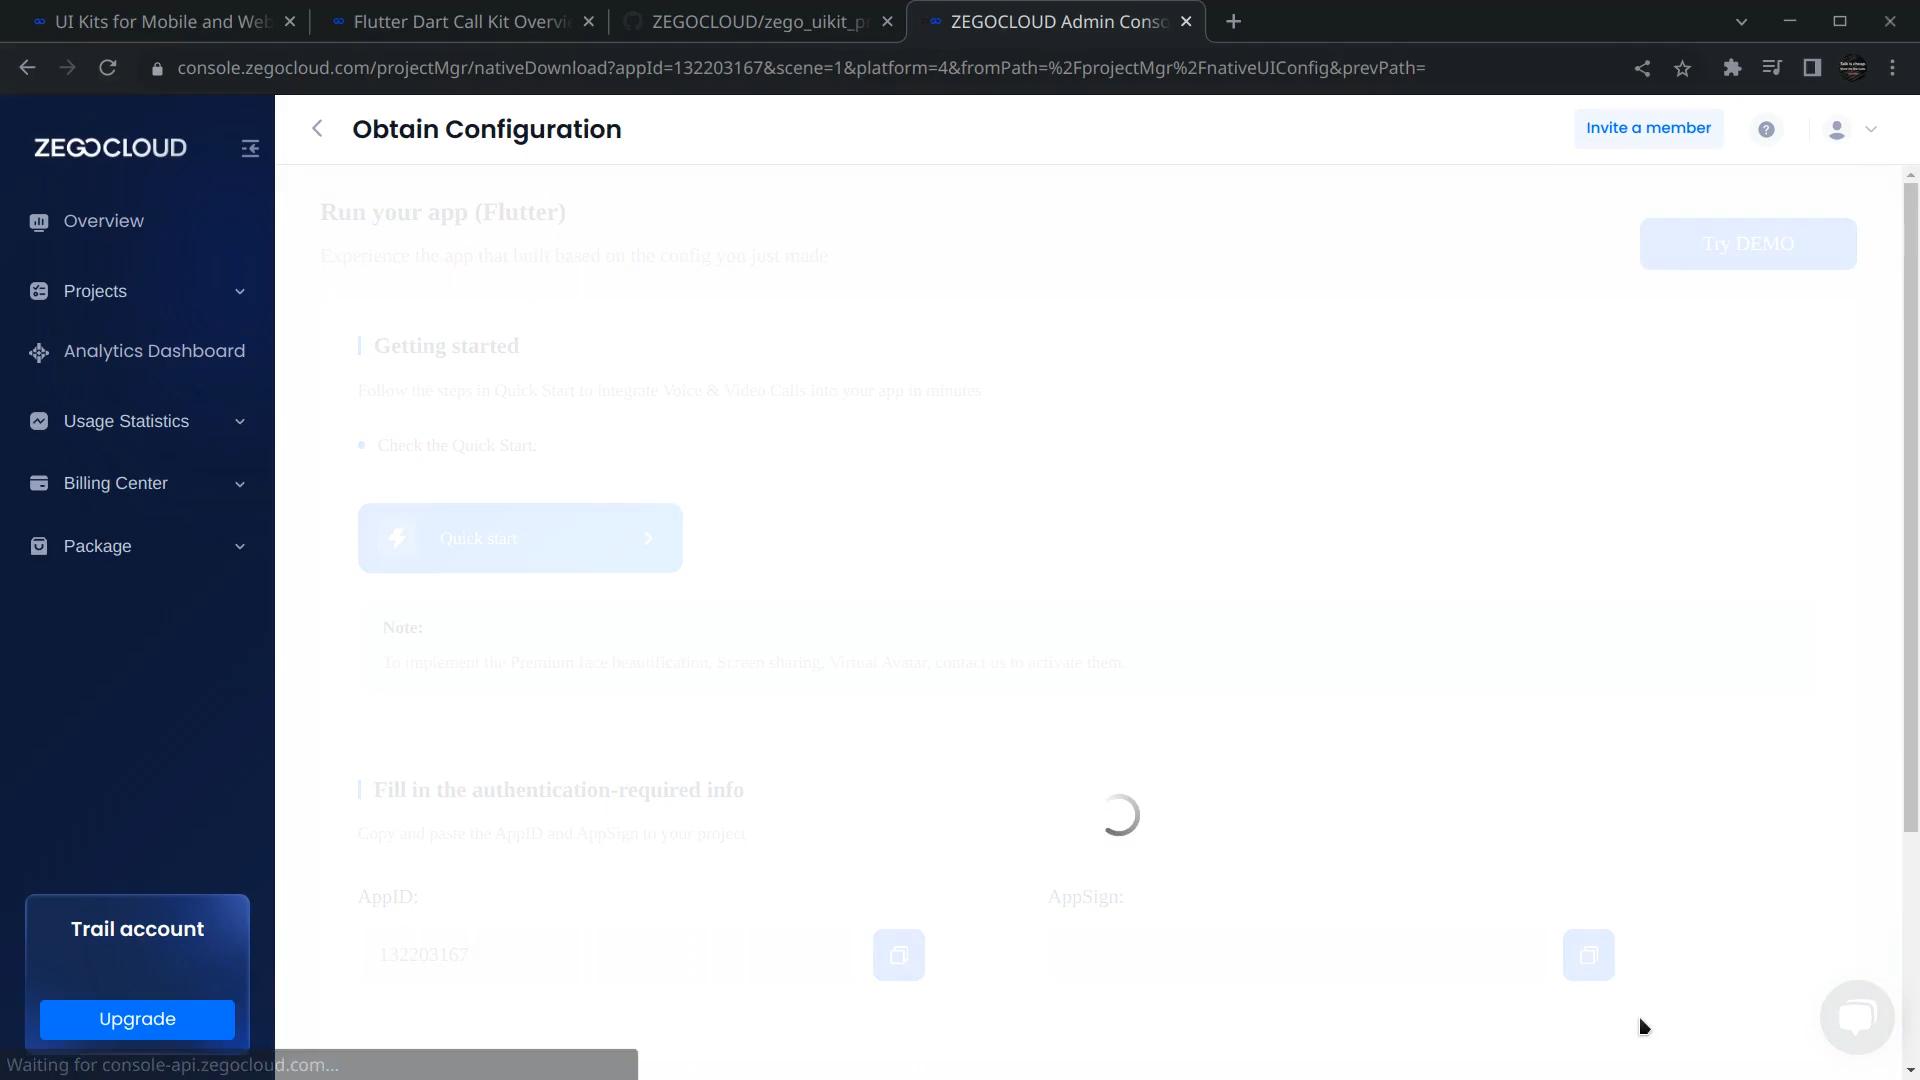 UI Kits for Mobile and Web
Flutter Dart Call Kit Overvi
ZEGOCLOUD/zego_uikit_pr
ZEGOCLOUD Admin Conso
console.zegocloud.com/projectMgr/nativeDownload?appId=132203167&scene=1&platform=4&fromPath=%2FprojectMgr%2FnativeUIConfig&prevPath=
ZEGOCLOUD
Obtain Configuration
Invite a member
Overview
Projects
Analytics Dashboard
Usage Statistics
Billing Center
Package
Trail account
Upgrade
Waiting for console-api.zegocloud.com...
Run your app (Flutter)
Experience the app that built based on the config you just made
Try DEMO
Getting started
Follow the steps in Quick Start to integrate Voice & Video Calls into your app in minutes
Check the Quick Start.
Quick start
Note:
To implement the Premium face beautification, Screen sharing, Virtual Avatar, contact us to activate them.
Fill in the authentication-required info
Copy and paste the AppID and AppSign to your project
AppID:
AppSign:
132203167